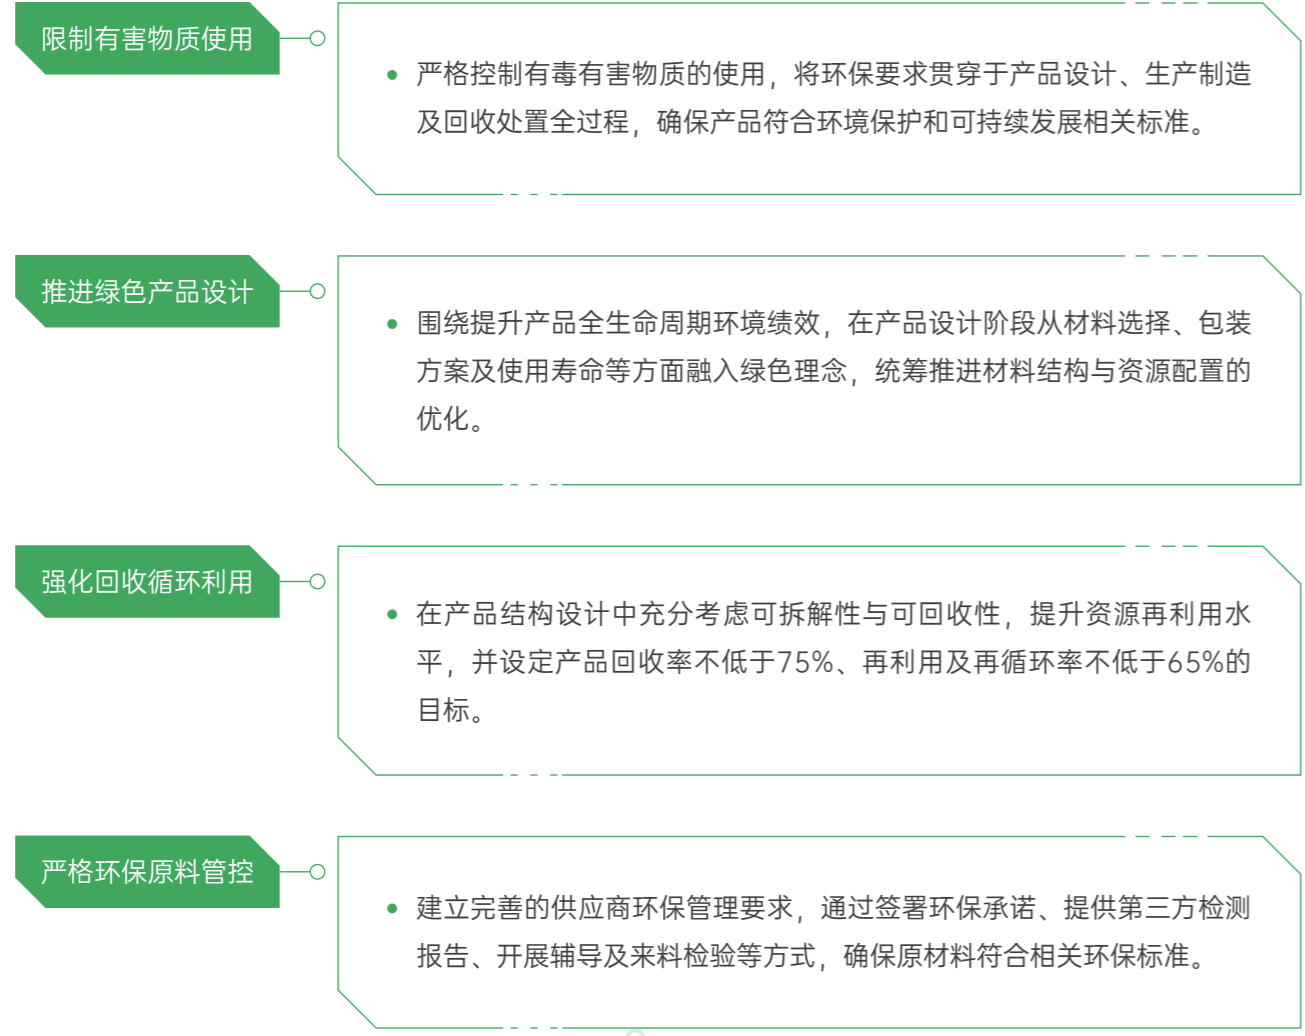 限制有害物质使用
严格控制有毒有害物质的使用，将环保要求贯穿于产品设计、生产制造
及回收处置全过程，确保产品符合环境保护和可持续发展相关标准。
推进绿色产品设计
围绕提升产品全生命周期环境绩效，在产品设计阶段从材料选择、包装
方案及使用寿命等方面融入绿色理念，统筹推进材料结构与资源配置的
优化。
强化回收循环利用
在产品结构设计中充分考虑可拆解性与可回收性，提升资源再利用水
平，并设定产品回收率不低于75%、再利用及再循环率不低于65%的
目标。
严格环保原料管控
建立完善的供应商环保管理要求，通过签署环保承诺、提供第三方检测
报告、开展辅导及来料检验等方式，确保原材料符合相关环保标准。